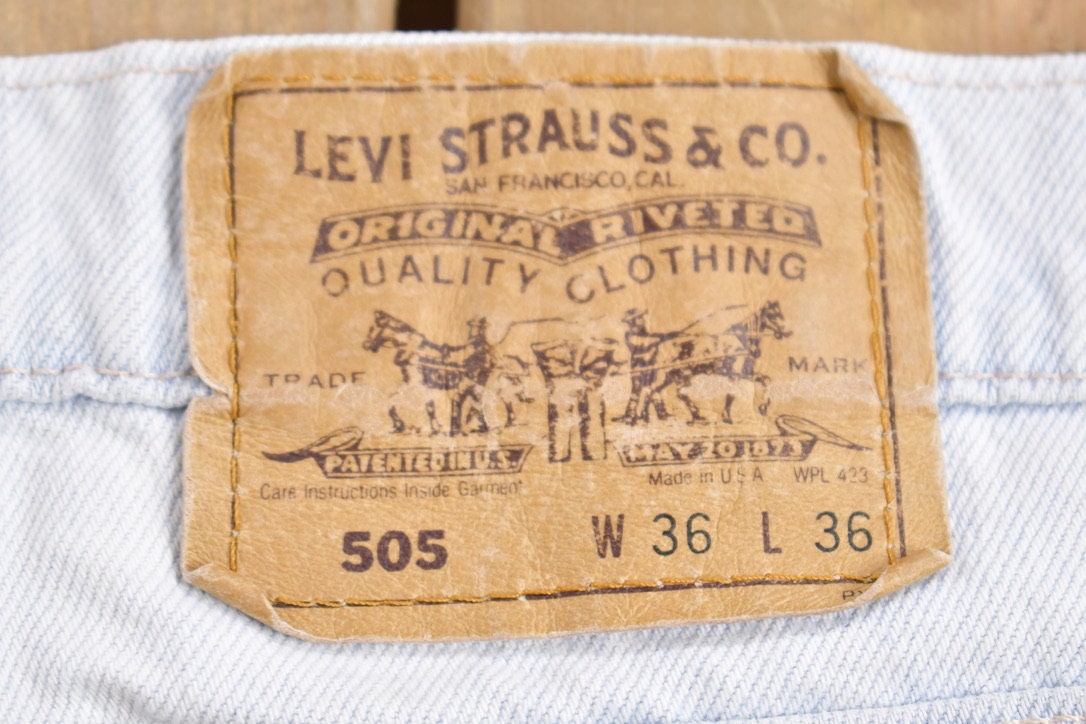 LEVI STRAUSS & CO.
SAN FRANCISCO, CAL.
ORIGINAL RIVETED
QUALITY CLOTHING
TRADE MARK
PATENTED IN U.S. MAY 20 1873
Made in U S A WPL 423
Care Instructions Inside Garment
505 W 36 L 36